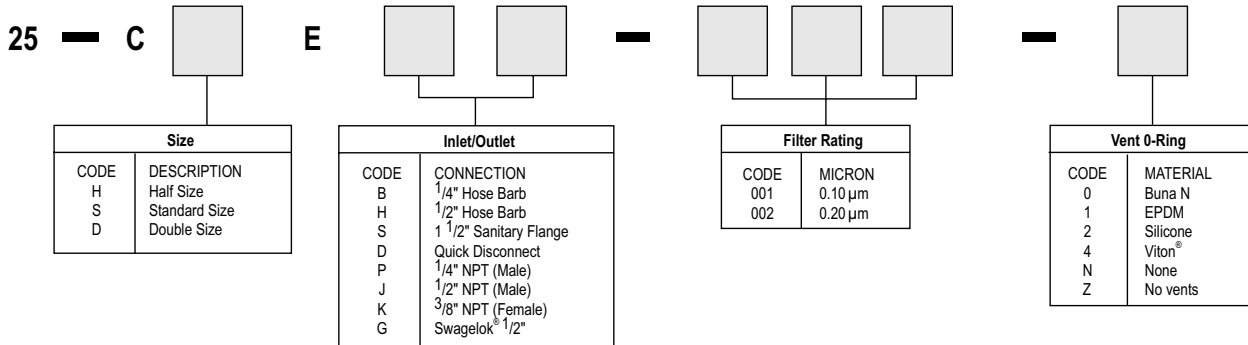 25 — C E — —
Size
CODE DESCRIPTION
H Half Size
S Standard Size
D Double Size
Inlet/Outlet
CODE CONNECTION
B 1/4" Hose Barb
H 1/2" Hose Barb
S 1 1/2" Sanitary Flange
D Quick Disconnect
P 1/4" NPT (Male)
J 1/2" NPT (Male)
K 3/8" NPT (Female)
G Swagelok® 1/2"
Filter Rating
CODE MICRON
001 0.10 µm
002 0.20 µm
Vent 0-Ring
CODE MATERIAL
0 Buna N
1 EPDM
2 Silicone
4 Viton®
N None
Z No vents